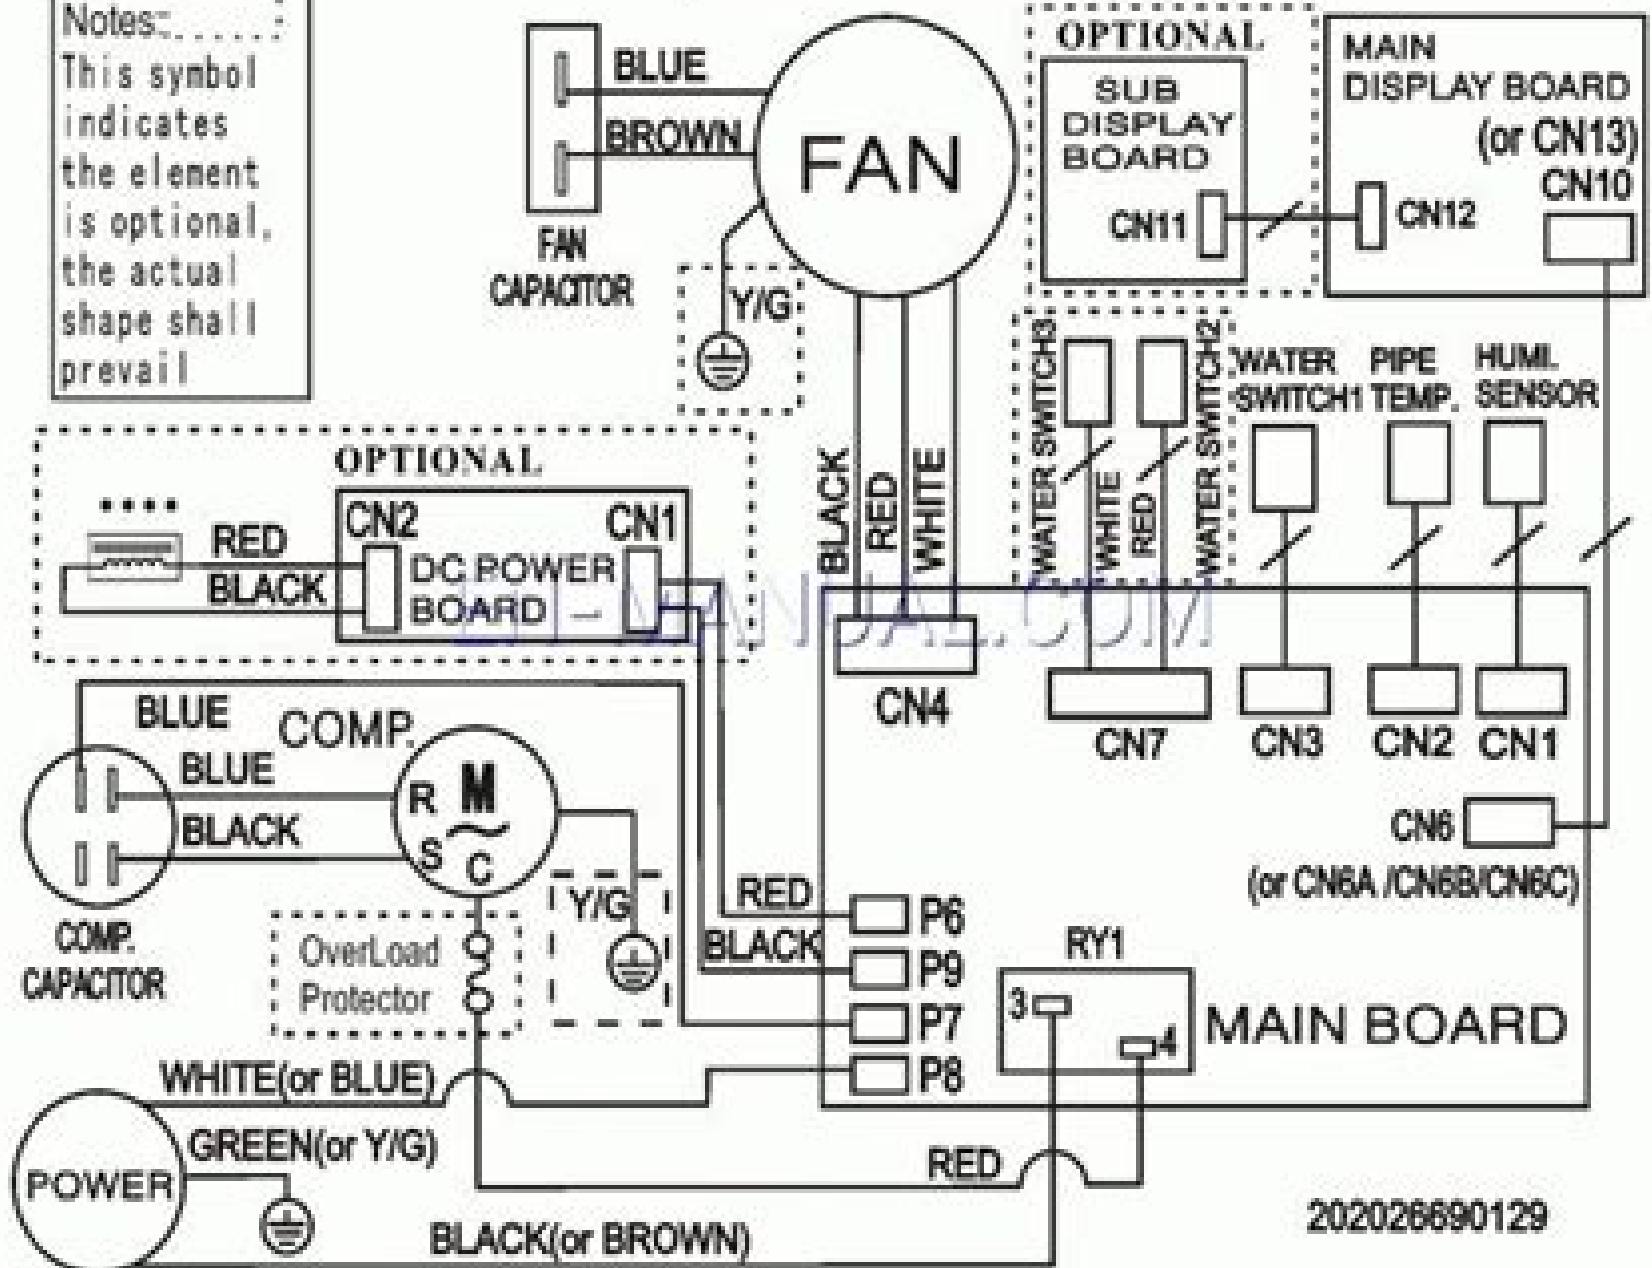 Notes:
This symbol
indicates
the element
is optional,
the actual
shape shall
prevail
BLUE
BROWN
FAN
CAPACITOR
FAN
Y/G
OPTIONAL
SUB
DISPLAY
BOARD
CN11
MAIN
DISPLAY BOARD
(or CN13)
CN10
CN12
BLACK
RED
WHITE
WATER SWITCH3
WHITE
RED
WATER SWITCH2
WATER
SWITCH1
PIPE
TEMP.
HUMI.
SENSOR
OPTIONAL
CN2
CN1
RED
BLACK
DC POWER
BOARD
CN4
CN7
CN3
CN2
CN1
CN6
(or CN6A /CN6B/CN6C)
BLUE
COMP.
BLUE
BLACK
R
M
S
C
COMP.
CAPACITOR
OverLoad
Protector
Y/G
RED
P6
BLACK
P9
P7
P8
RY1
3
4
MAIN BOARD
WHITE(or BLUE)
GREEN(or Y/G)
POWER
RED
BLACK(or BROWN)
202026690129